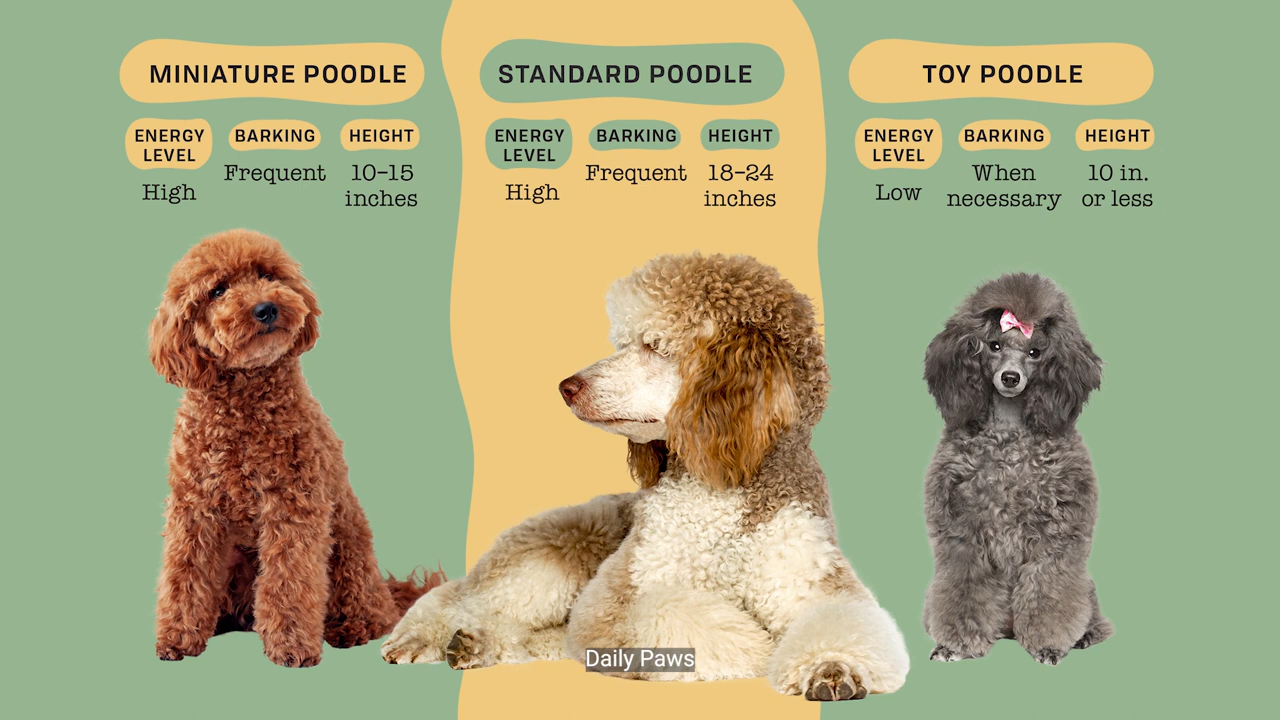 MINIATURE POODLE
ENERGY
LEVEL
High
BARKING
Frequent
HEIGHT
10–15
inches
STANDARD POODLE
ENERGY
LEVEL
High
BARKING
Frequent
HEIGHT
18–24
inches
TOY POODLE
ENERGY
LEVEL
Low
BARKING
When
necessary
HEIGHT
10 in.
or less
Daily Paws